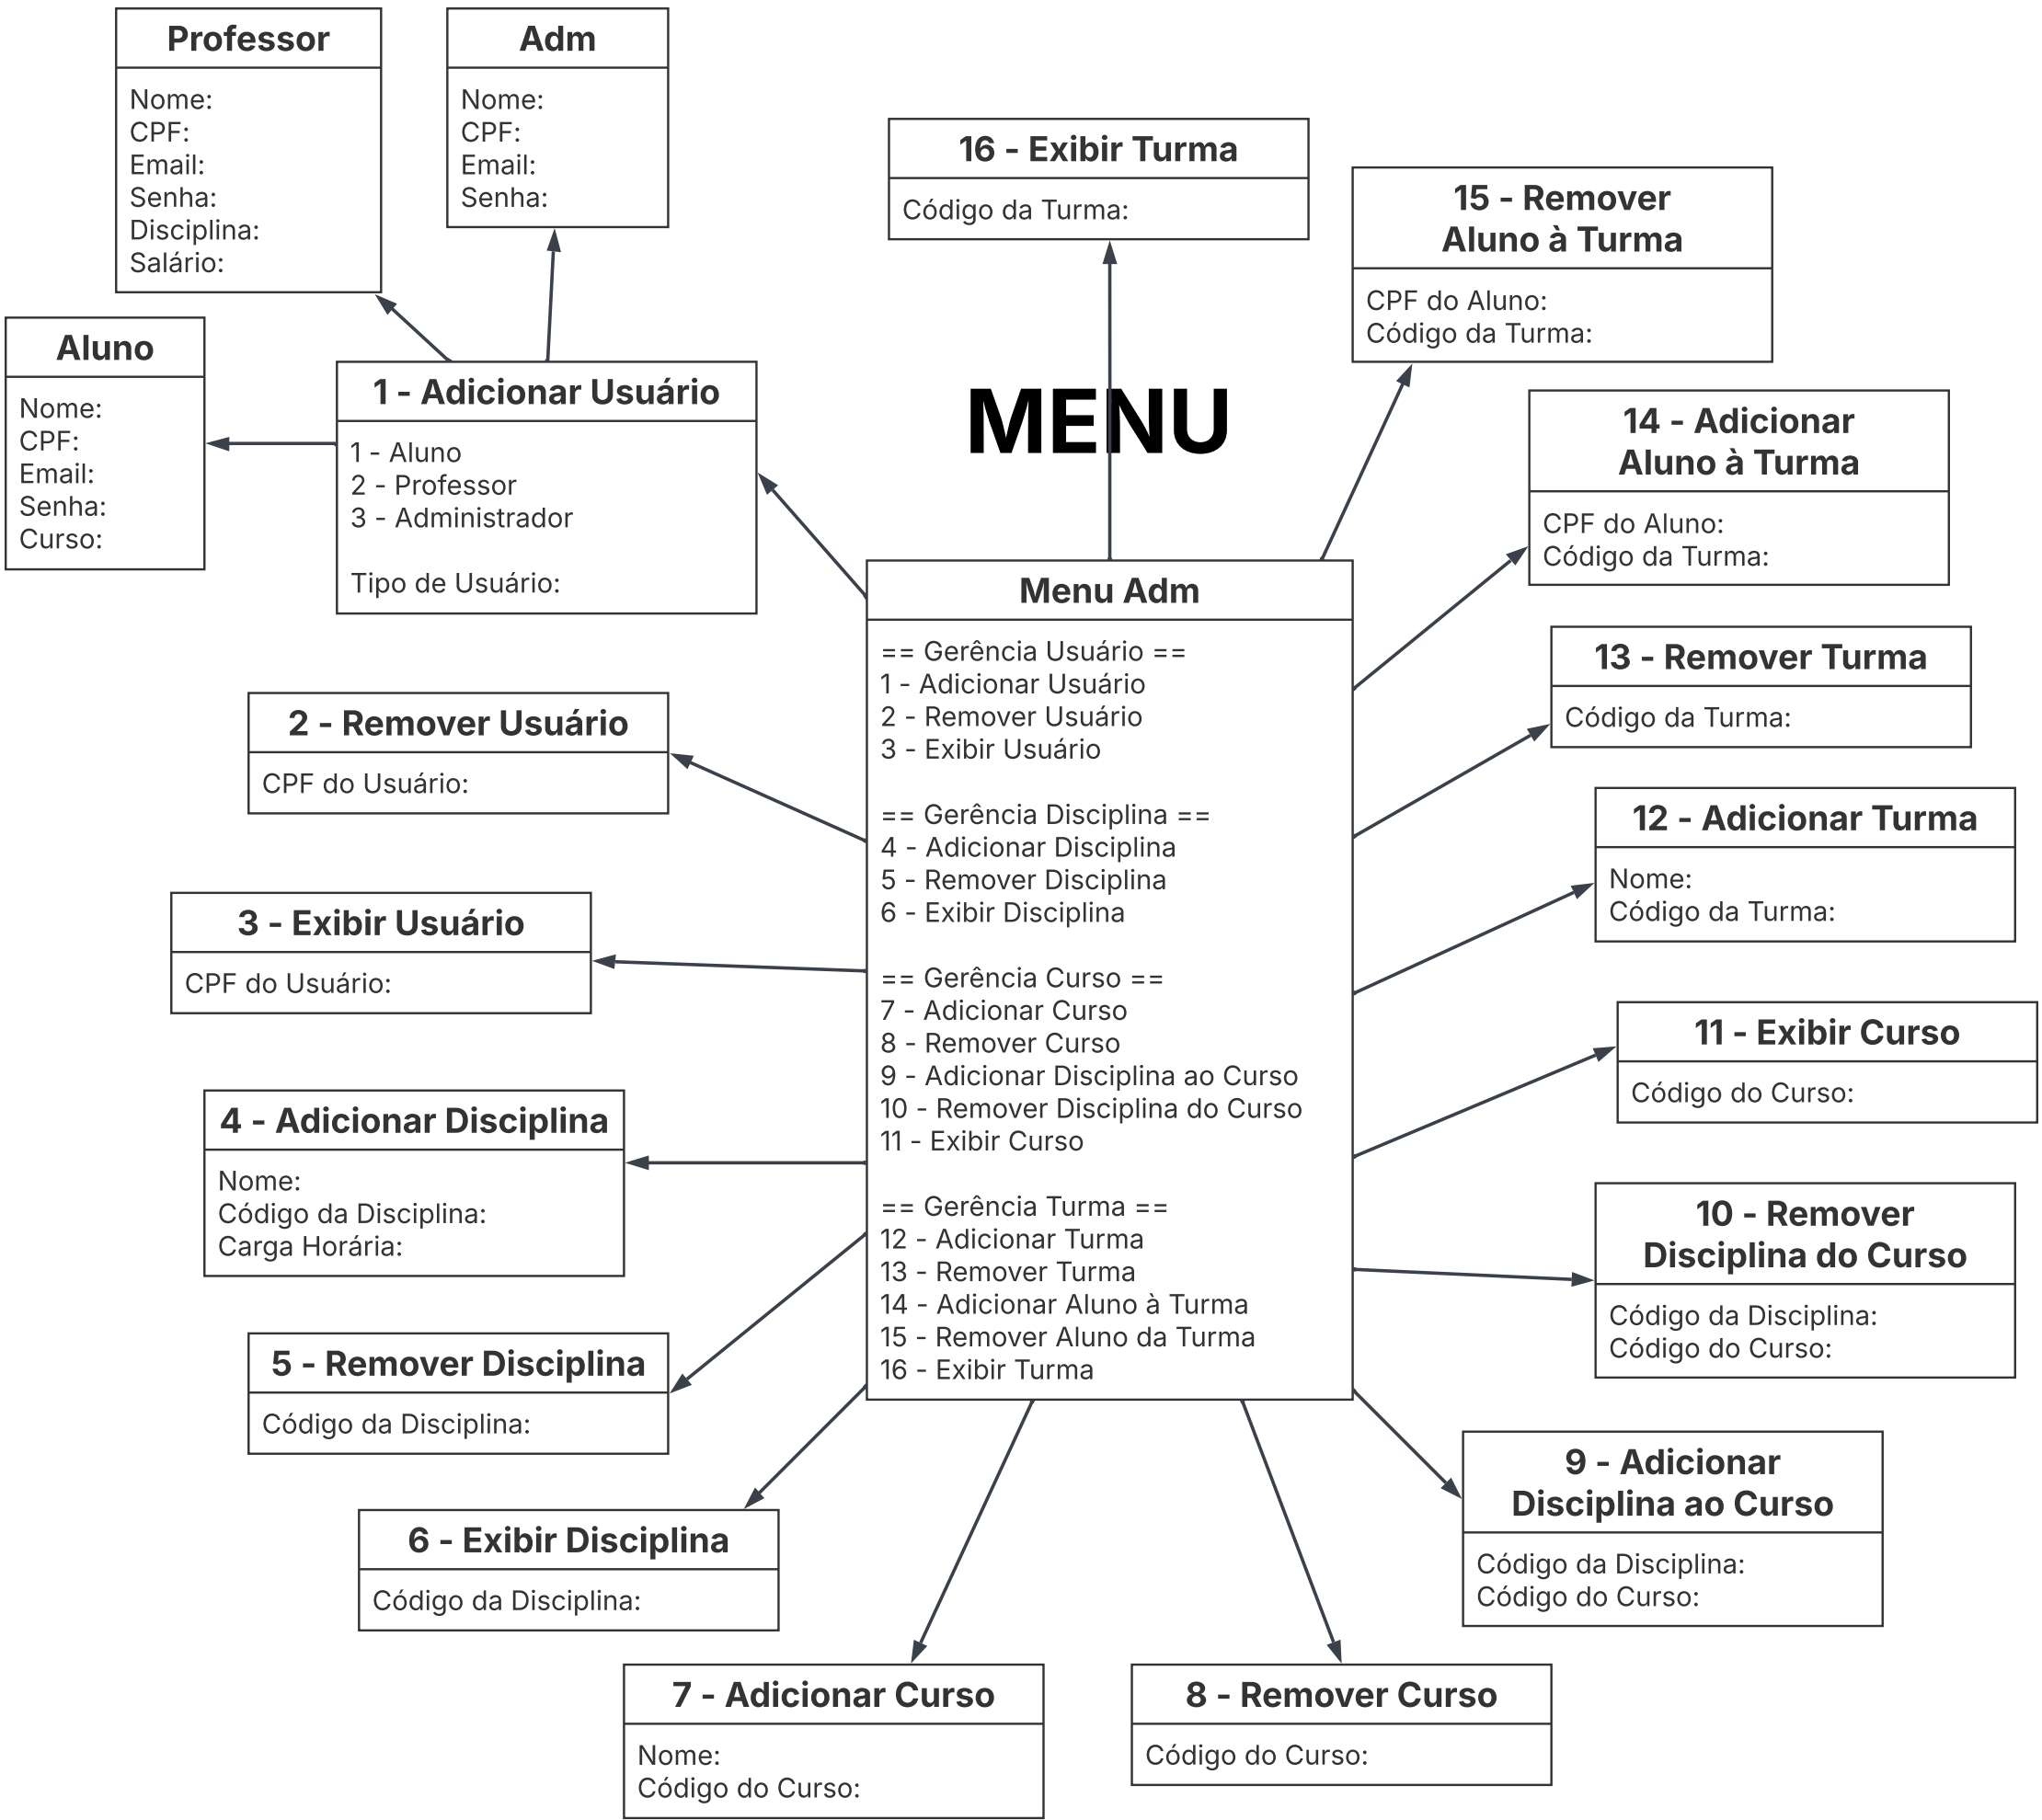 Professor
Nome:
CPF:
Email:
Senha:
Disciplina:
Salário:
Adm
Nome:
CPF:
Email:
Senha:
Aluno
Nome:
CPF:
Email:
Senha:
Curso:
1 - Adicionar Usuário
1 - Aluno
2 - Professor
3 - Administrador
Tipo de Usuário:
16 - Exibir Turma
Código da Turma:
15 - Remover
Aluno à Turma
CPF do Aluno:
Código da Turma:
MENU
14 - Adicionar
Aluno à Turma
CPF do Aluno:
Código da Turma:
Menu Adm
== Gerência Usuário ==
1 - Adicionar Usuário
2 - Remover Usuário
3 - Exibir Usuário
== Gerência Disciplina ==
4 - Adicionar Disciplina
5 - Remover Disciplina
6 - Exibir Disciplina
== Gerência Curso ==
7 - Adicionar Curso
8 - Remover Curso
9 - Adicionar Disciplina ao Curso
10 - Remover Disciplina do Curso
11 - Exibir Curso
== Gerência Turma ==
12 - Adicionar Turma
13 - Remover Turma
14 - Adicionar Aluno à Turma
15 - Remover Aluno da Turma
16 - Exibir Turma
13 - Remover Turma
Código da Turma:
12 - Adicionar Turma
Nome:
Código da Turma:
11 - Exibir Curso
Código do Curso:
10 - Remover
Disciplina do Curso
Código da Disciplina:
Código do Curso:
9 - Adicionar
Disciplina ao Curso
Código da Disciplina:
Código do Curso:
2 - Remover Usuário
CPF do Usuário:
3 - Exibir Usuário
CPF do Usuário:
4 - Adicionar Disciplina
Nome:
Código da Disciplina:
Carga Horária:
5 - Remover Disciplina
Código da Disciplina:
6 - Exibir Disciplina
Código da Disciplina:
7 - Adicionar Curso
Nome:
Código do Curso:
8 - Remover Curso
Código do Curso: